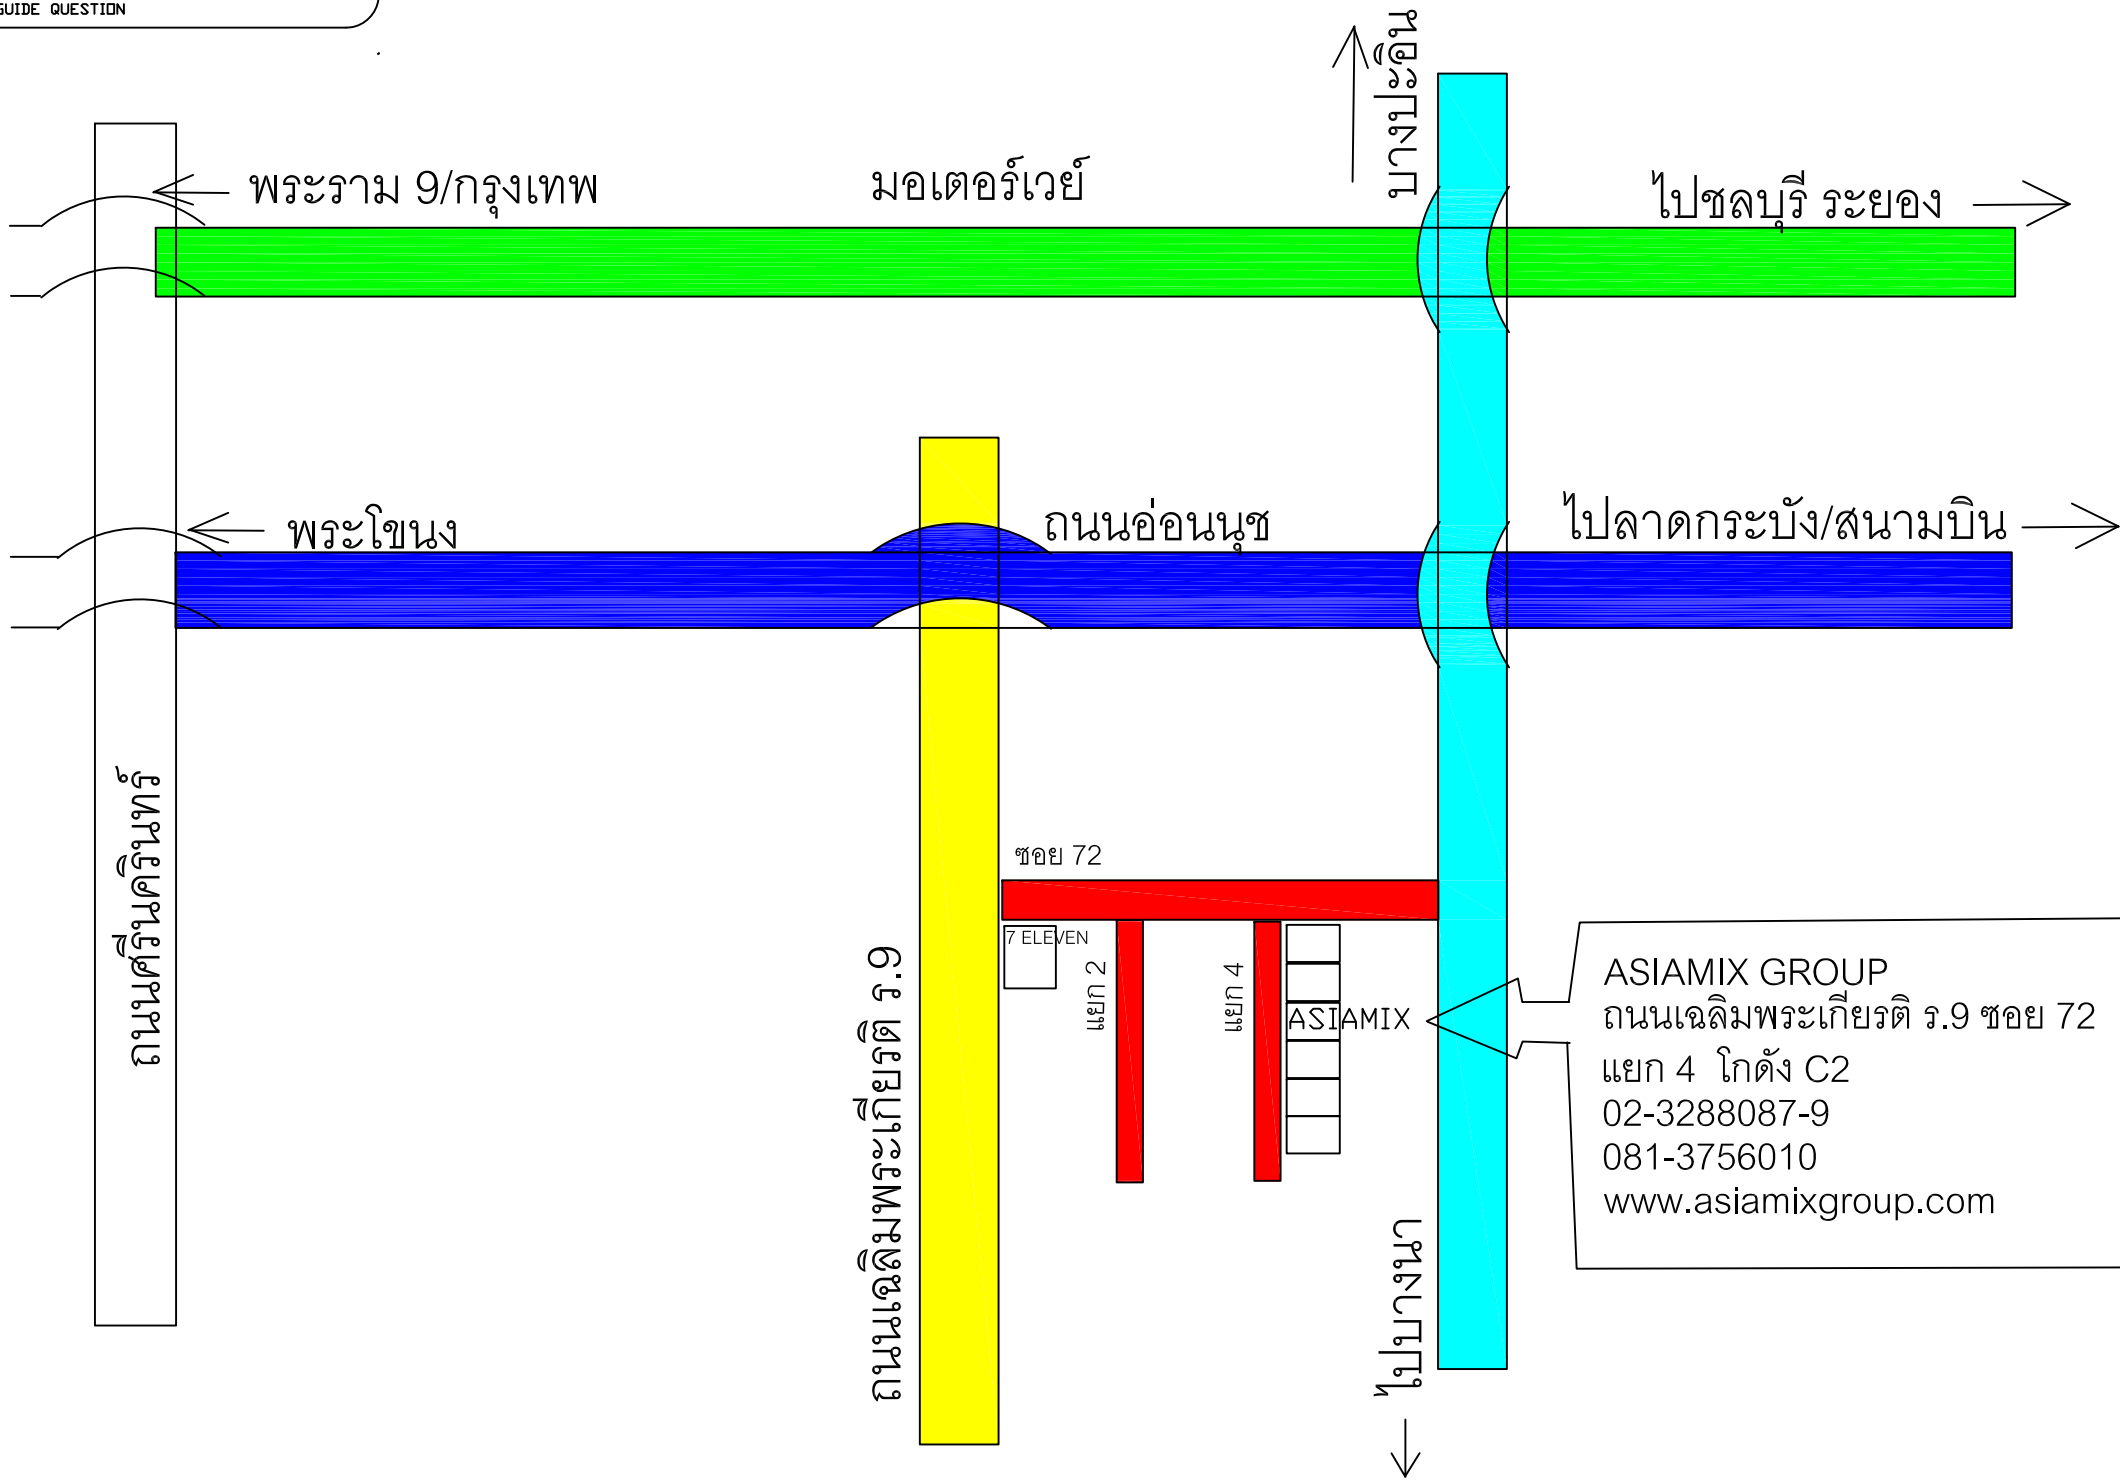 GUIDE QUESTION
บางปะอิน
พระราม 9/กรุงเทพ
มอเตอร์เวย์
ไปชลบุรี ระยอง
พระโขนง
ถนนอ่อนนุช
ไปลาดกระบัง/สนามบิน
ถนนศรีนครินทร์
ซอย 72
7 ELEVEN
แยก 2
แยก 4
ASIAMIX
ถนนเฉลิมพระเกียรติ ร.9
ไปบางนา
ASIAMIX GROUP
ถนนเฉลิมพระเกียรติ ร.9 ซอย 72
แยก 4 โกดัง C2
02-3288087-9
081-3756010
www.asiamixgroup.com